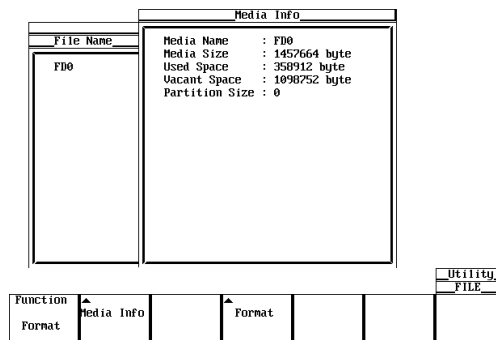 Media Info
File Name
FD0
Media Name : FD0
Media Size : 1457664 byte
Used Space : 358912 byte
Vacant Space : 1098752 byte
Partition Size : 0
Utility
FILE
Function
Format
Media Info
Format